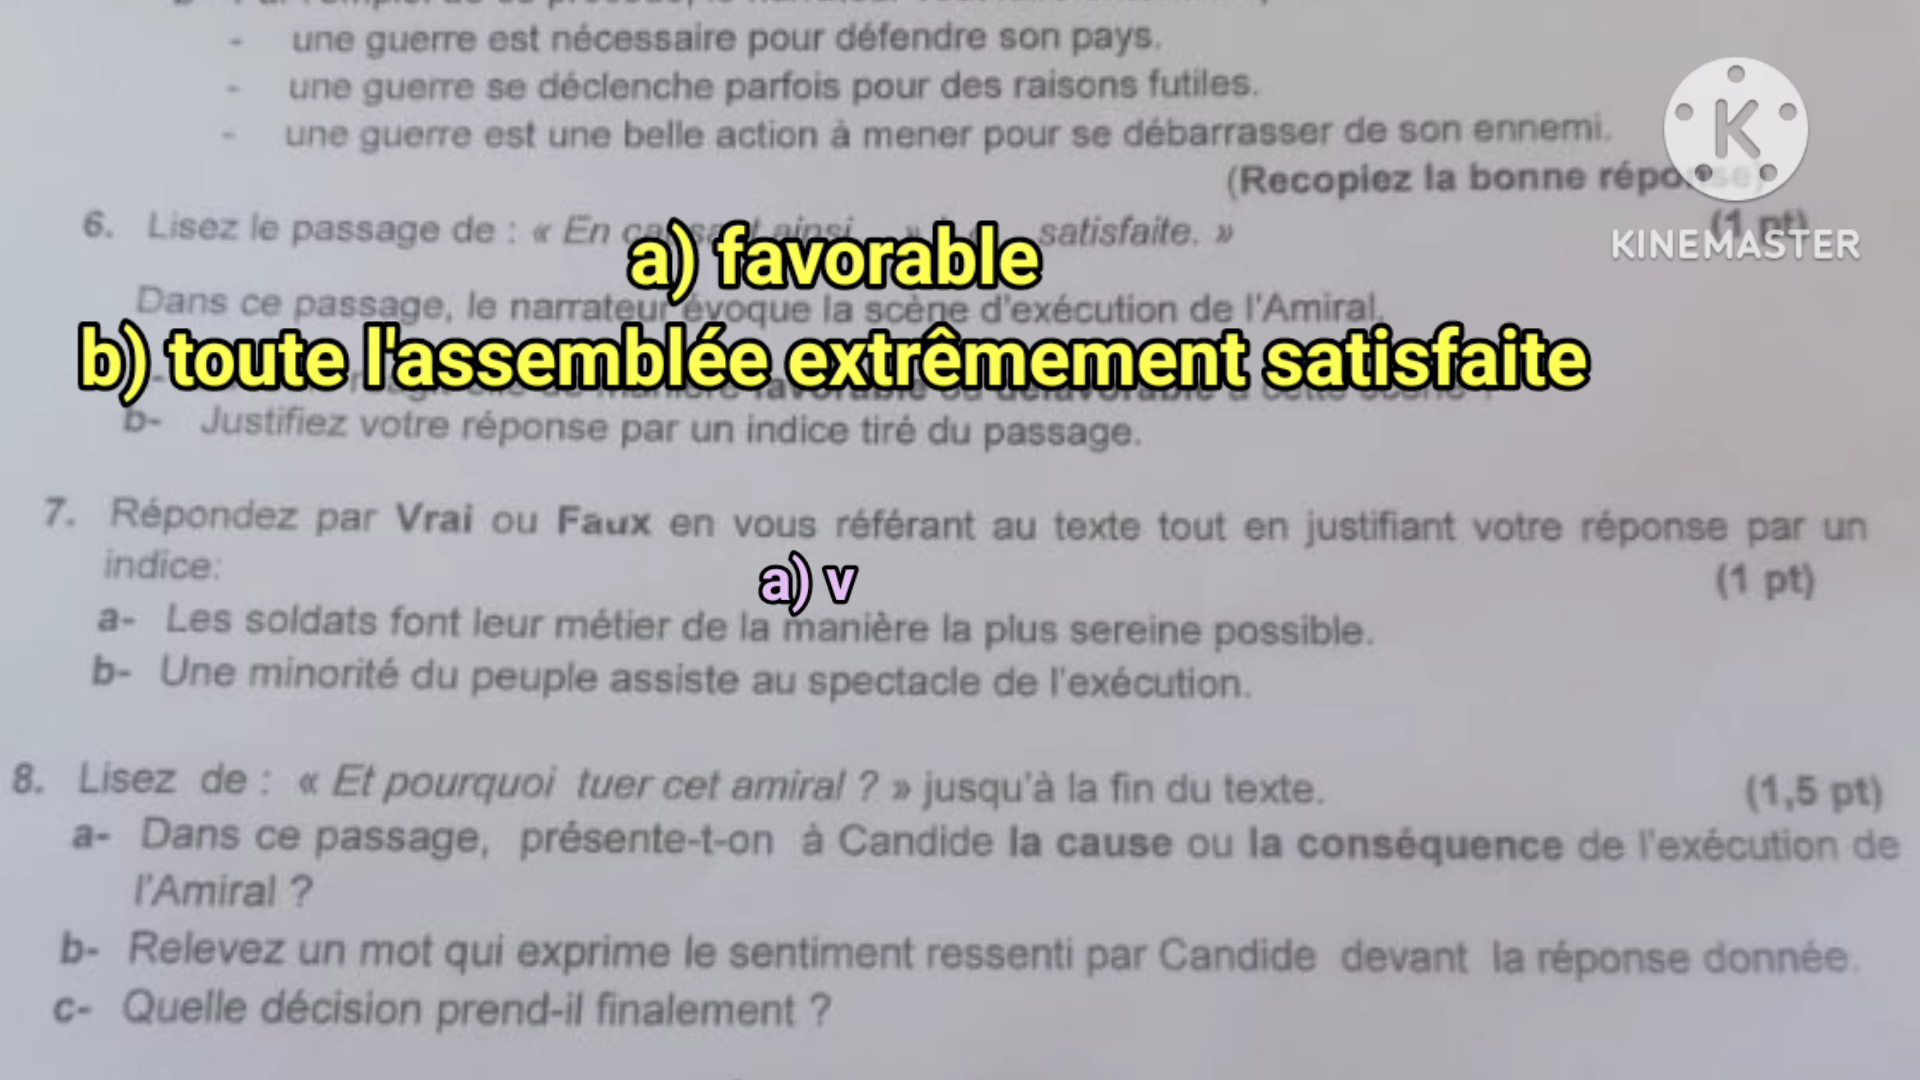 - une guerre est nécessaire pour défendre son pays.
- une guerre se déclenche parfois pour des raisons futiles.
- une guerre est une belle action à mener pour se débarrasser de son ennemi.
(Recopiez la bonne réponse)
K
KINEMASTER
(1 pt)
6. Lisez le passage de : « En satisfaite. »
a) favorable
Dans ce passage, le narrateur évoque la scène d'exécution de l'Amiral.
b) toute l'assemblée extrêmement satisfaite
b- Justifiez votre réponse par un indice tiré du passage.
7. Répondez par Vrai ou Faux en vous référant au texte tout en justifiant votre réponse par un
indice:
(1 pt)
a) v
a- Les soldats font leur métier de la manière la plus sereine possible.
b- Une minorité du peuple assiste au spectacle de l'exécution.
8. Lisez de : « Et pourquoi tuer cet amiral ? » jusqu'à la fin du texte. (1,5 pt)
a- Dans ce passage, présente-t-on à Candide la cause ou la conséquence de l'exécution de
l'Amiral ?
b- Relevez un mot qui exprime le sentiment ressenti par Candide devant la réponse donnée.
c- Quelle décision prend-il finalement ?